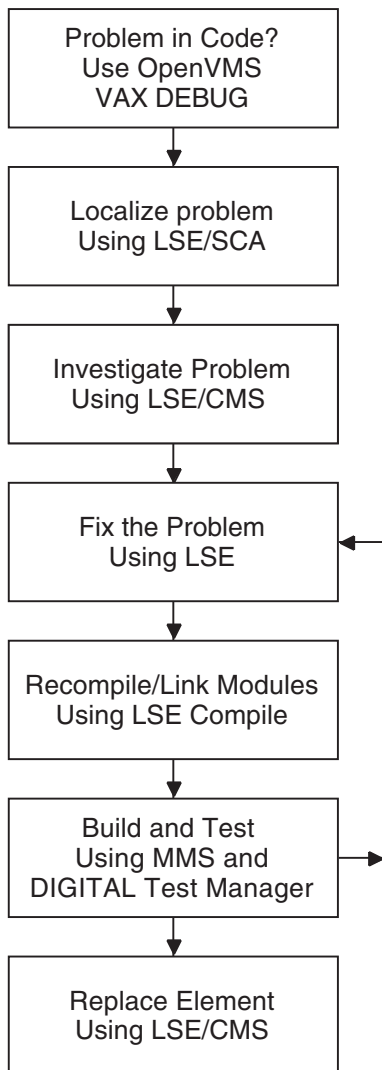 Problem in Code?
Use OpenVMS
VAX DEBUG
Localize problem
Using LSE/SCA
Investigate Problem
Using LSE/CMS
Fix the Problem
Using LSE
Recompile/Link Modules
Using LSE Compile
Build and Test
Using MMS and
DIGITAL Test Manager
Replace Element
Using LSE/CMS